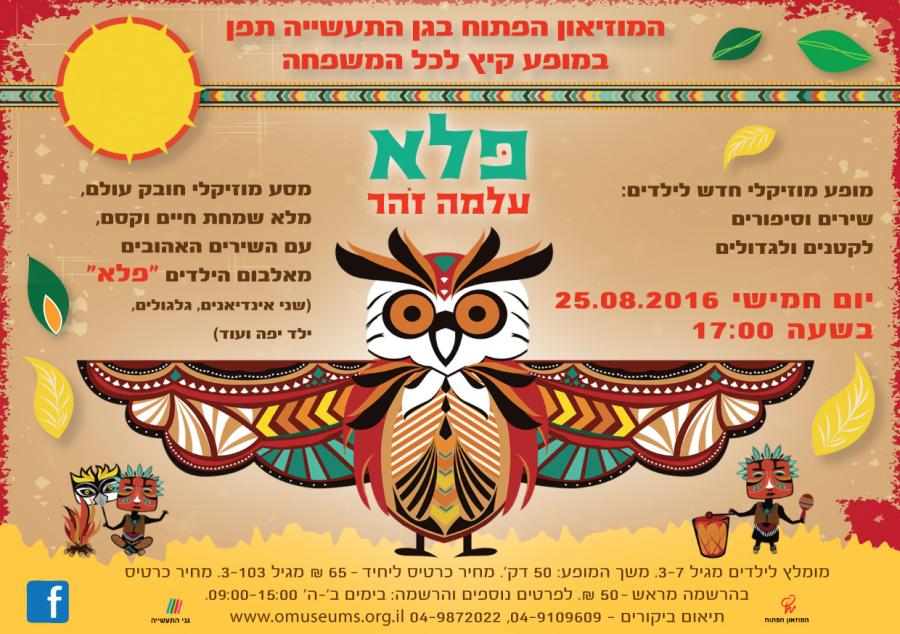 המוזיאון הפתוח בגן התעשייה תפן
במופע קיץ לכל המשפחה
פלא
עלמה זֹהר
מופע מוזיקלי חדש לילדים:
שירים וסיפורים
לקטנים ולגדולים
יום חמישי 25.08.2016
בשעה 17:00
מסע מוזיקלי חובק עולם,
מלא שמחת חיים וקסם,
עם השירים האהובים
מאלבום הילדים "פלא"
(שני אינדיאנים, גלגולים,
ילד יפה ועוד)
מומלץ לילדים מגיל 3-7. משך המופע: 50 דק'. מחיר כרטיס ליחיד - 65 ₪ מגיל 3-103. מחיר כרטיס
בהרשמה מראש - 50 ₪. לפרטים נוספים והרשמה: בימים ב'-ה' 09:00-15:00.
תיאום ביקורים - 04-9109609, 04-9872022 www.omuseums.org.il
המוזאון הפתוח
גני התעשייה
f